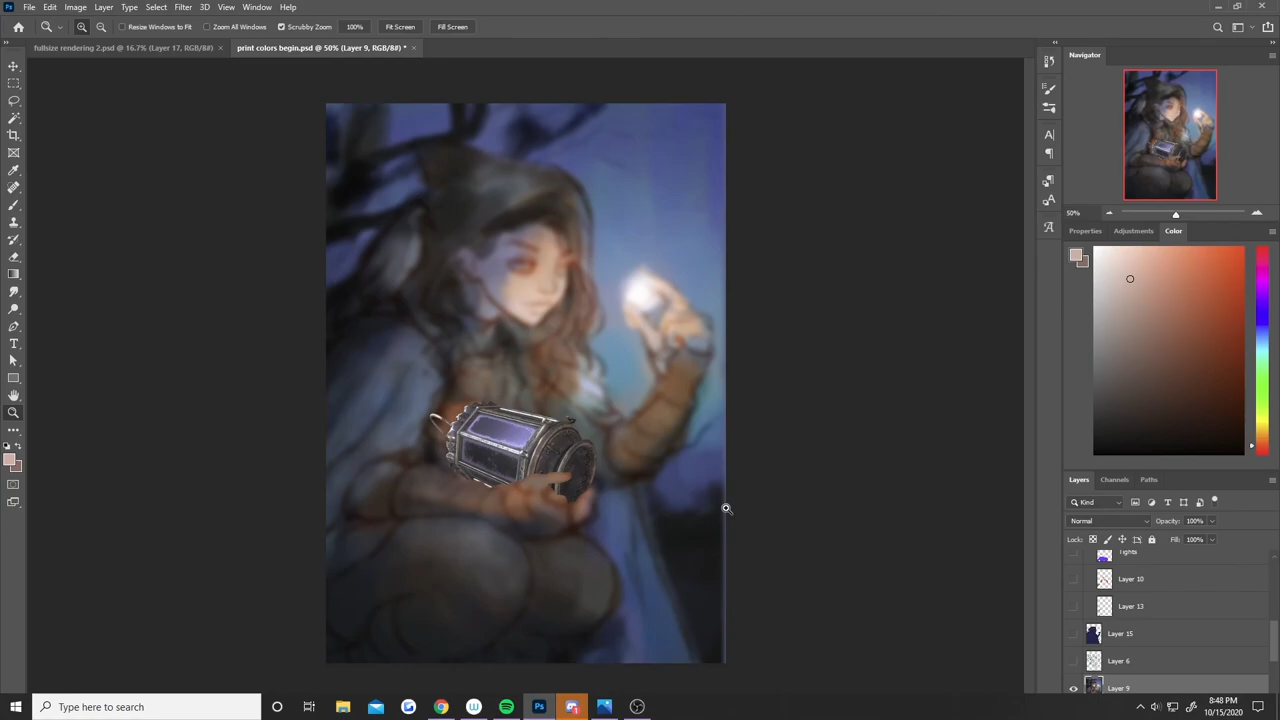 Ps File Edit Image Layer Type Select Filter 3D View Window Help
Resize Windows to Fit Zoom All Windows Scrubby Zoom 100% Fit Screen Fill Screen
fullsize rendering 2.psd @ 16.7% (Layer 17, RGB/8#) × print colors begin.psd @ 50% (Layer 9, RGB/8#) * ×
Navigator
50%
Properties Adjustments Color
Layers Channels Paths
Kind
Normal Opacity: 100%
Lock: Fill: 100%
Tights
Layer 10
Layer 13
Layer 15
Layer 6
Layer 9
Type here to search
8:48 PM
10/15/2020